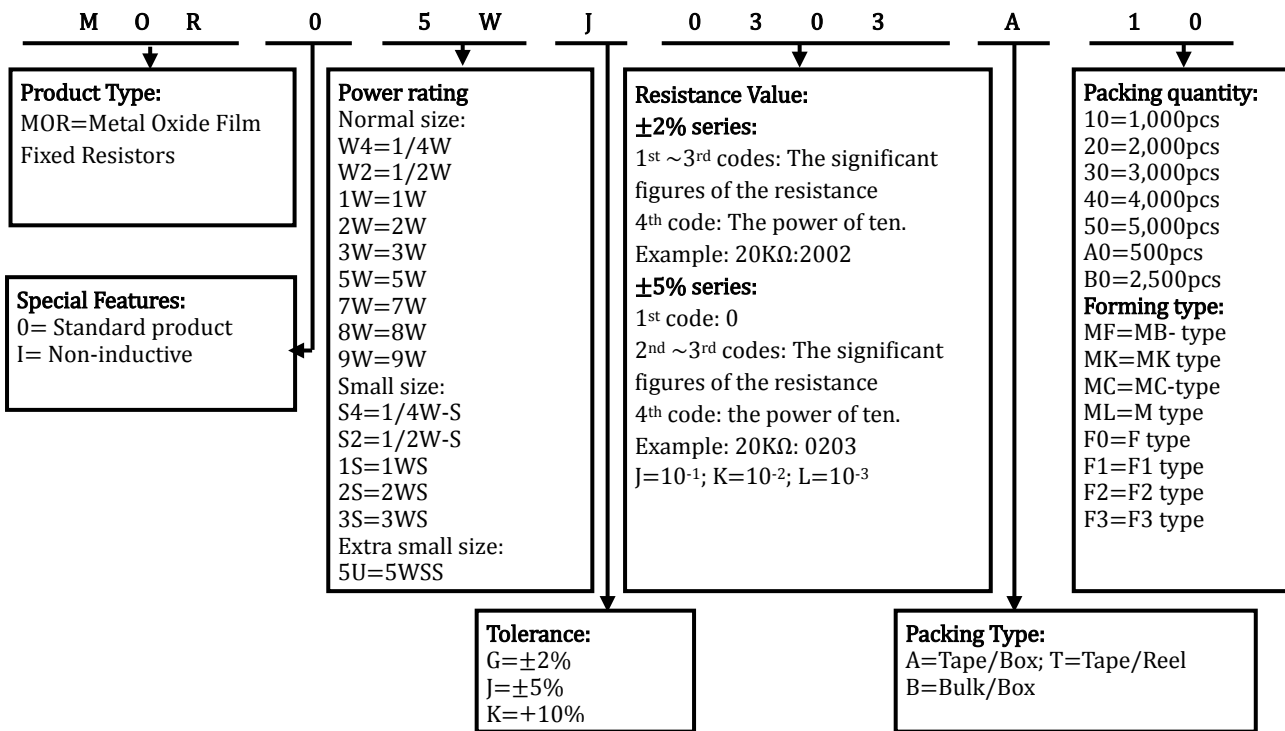 M O R 0 5 W J 0 3 0 3 A 1 0
Product Type:
MOR=Metal Oxide Film
Fixed Resistors
Special Features:
0= Standard product
I= Non-inductive
Power rating
Normal size:
W4=1/4W
W2=1/2W
1W=1W
2W=2W
3W=3W
5W=5W
7W=7W
8W=8W
9W=9W
Small size:
S4=1/4W-S
S2=1/2W-S
1S=1WS
2S=2WS
3S=3WS
Extra small size:
5U=5WSS
Tolerance:
G=±2%
J=±5%
K=+10%
Resistance Value:
±2% series:
1st ~3rd codes: The significant
figures of the resistance
4th code: The power of ten.
Example: 20KΩ:2002
±5% series:
1st code: 0
2nd ~3rd codes: The significant
figures of the resistance
4th code: the power of ten.
Example: 20KΩ: 0203
J=10-1; K=10-2; L=10-3
Packing Type:
A=Tape/Box; T=Tape/Reel
B=Bulk/Box
Packing quantity:
10=1,000pcs
20=2,000pcs
30=3,000pcs
40=4,000pcs
50=5,000pcs
A0=500pcs
B0=2,500pcs
Forming type:
MF=MB- type
MK=MK type
MC=MC-type
ML=M type
F0=F type
F1=F1 type
F2=F2 type
F3=F3 type